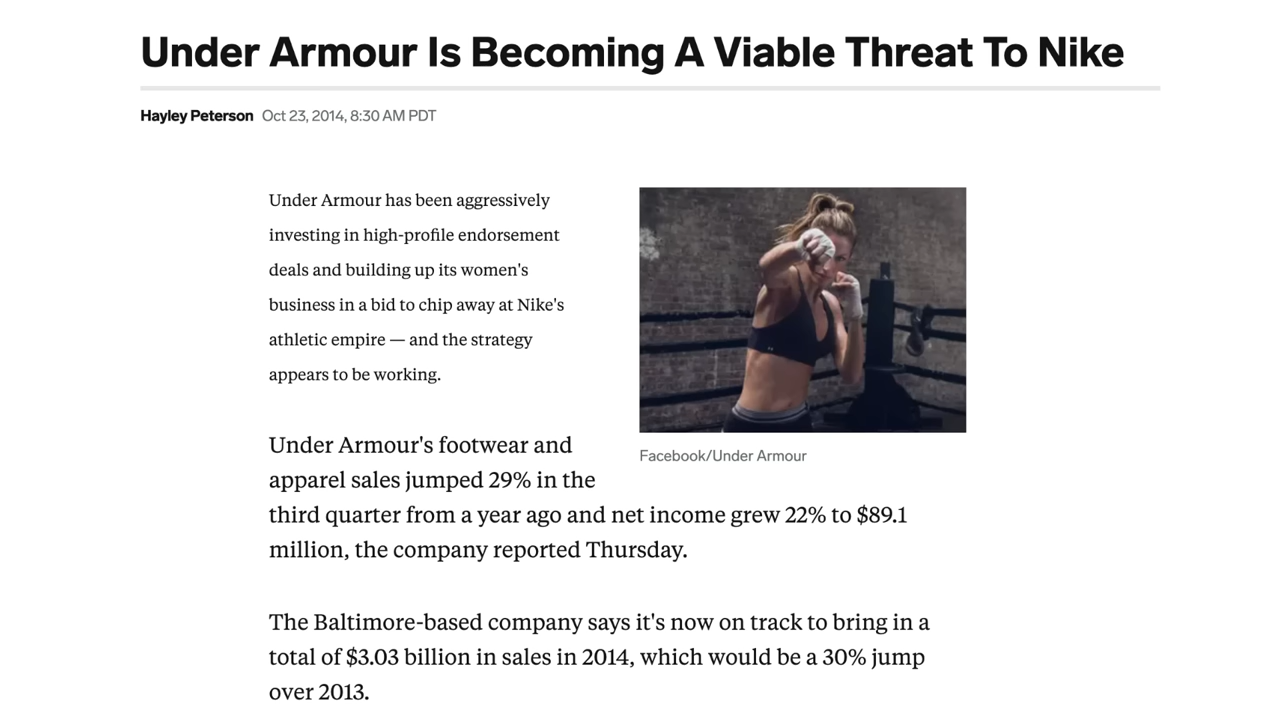 Under Armour Is Becoming A Viable Threat To Nike
Hayley Peterson Oct 23, 2014, 8:30 AM PDT
Under Armour has been aggressively
investing in high-profile endorsement
deals and building up its women's
business in a bid to chip away at Nike's
athletic empire — and the strategy
appears to be working.
Facebook/Under Armour
Under Armour's footwear and
apparel sales jumped 29% in the
third quarter from a year ago and net income grew 22% to $89.1
million, the company reported Thursday.
The Baltimore-based company says it's now on track to bring in a
total of $3.03 billion in sales in 2014, which would be a 30% jump
over 2013.